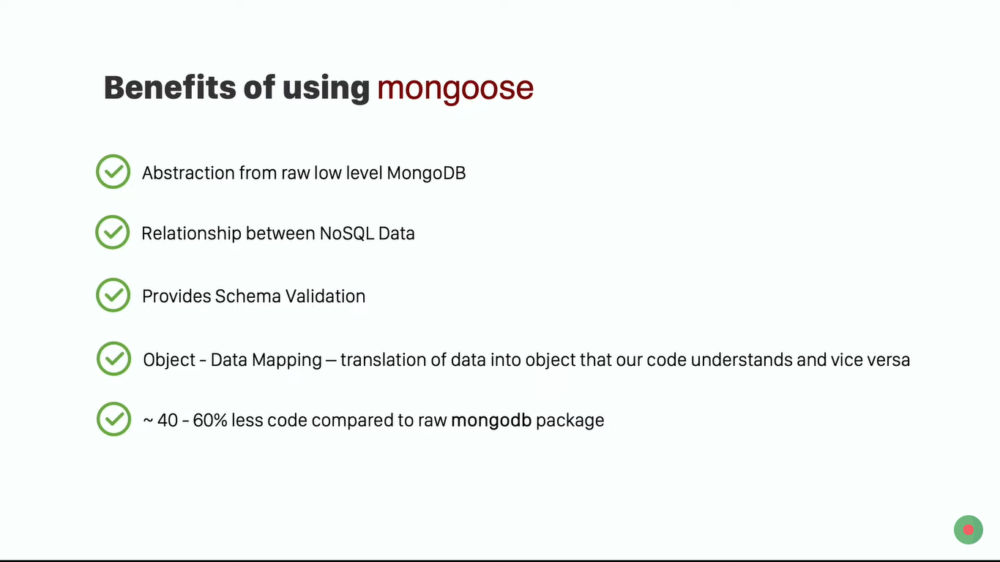 Benefits of using mongoose
Abstraction from raw low level MongoDB
Relationship between NoSQL Data
Provides Schema Validation
Object - Data Mapping – translation of data into object that our code understands and vice versa
~ 40 - 60% less code compared to raw mongodb package